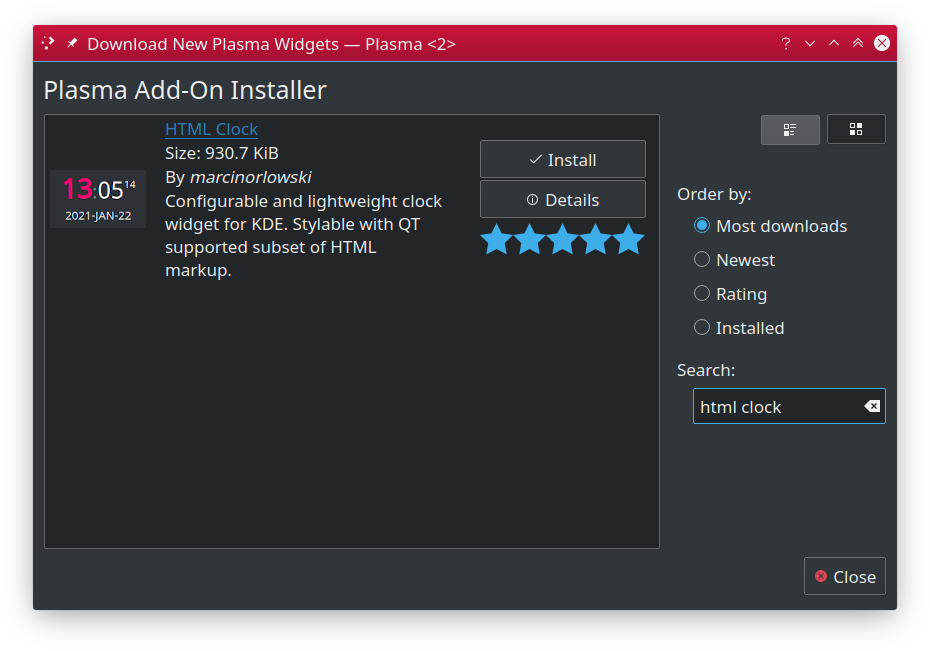 Download New Plasma Widgets — Plasma <2>
?
Plasma Add-On Installer
HTML Clock
Size: 930.7 KiB
By marcinorlowski
Configurable and lightweight clock
widget for KDE. Stylable with QT
supported subset of HTML
markup.
13:05 14
2021-JAN-22
Install
Details
Order by:
Most downloads
Newest
Rating
Installed
Search:
html clock
Close